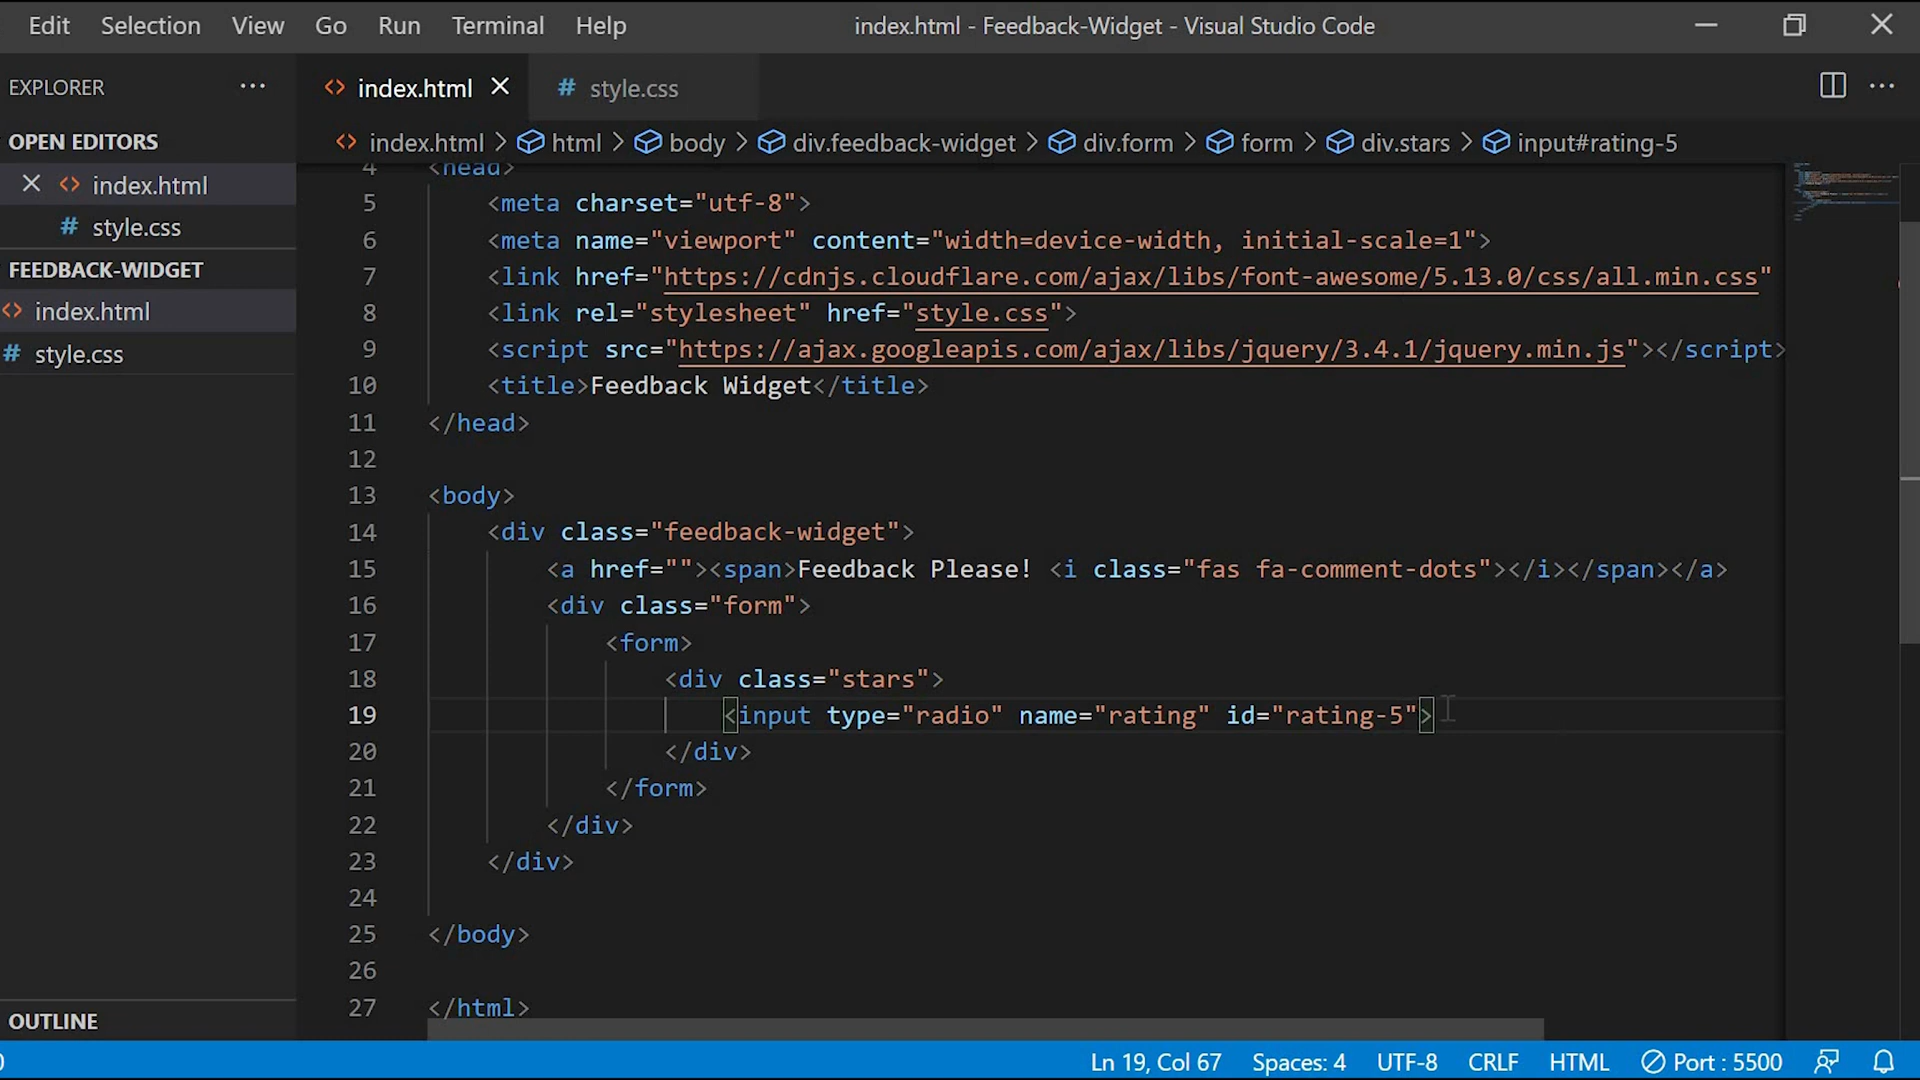 Edit Selection View Go Run Terminal Help index.html - Feedback-Widget - Visual Studio Code
EXPLORER
index.html
# style.css
OPEN EDITORS
index.html > html > body > div.feedback-widget > div.form > form > div.stars > input#rating-5
index.html
# style.css
FEEDBACK-WIDGET
index.html
# style.css
4 <head>
5 <meta charset="utf-8">
6 <meta name="viewport" content="width=device-width, initial-scale=1">
7 <link href="https://cdnjs.cloudflare.com/ajax/libs/font-awesome/5.13.0/css/all.min.css"
8 <link rel="stylesheet" href="style.css">
9 <script src="https://ajax.googleapis.com/ajax/libs/jquery/3.4.1/jquery.min.js"></script>
10 <title>Feedback Widget</title>
11 </head>
12
13 <body>
14 <div class="feedback-widget">
15 <a href=""><span>Feedback Please! <i class="fas fa-comment-dots"></i></span></a>
16 <div class="form">
17 <form>
18 <div class="stars">
19 <input type="radio" name="rating" id="rating-5">
20 </div>
21 </form>
22 </div>
23 </div>
24
25 </body>
26
27 </html>
OUTLINE
Ln 19, Col 67 Spaces: 4 UTF-8 CRLF HTML Port : 5500